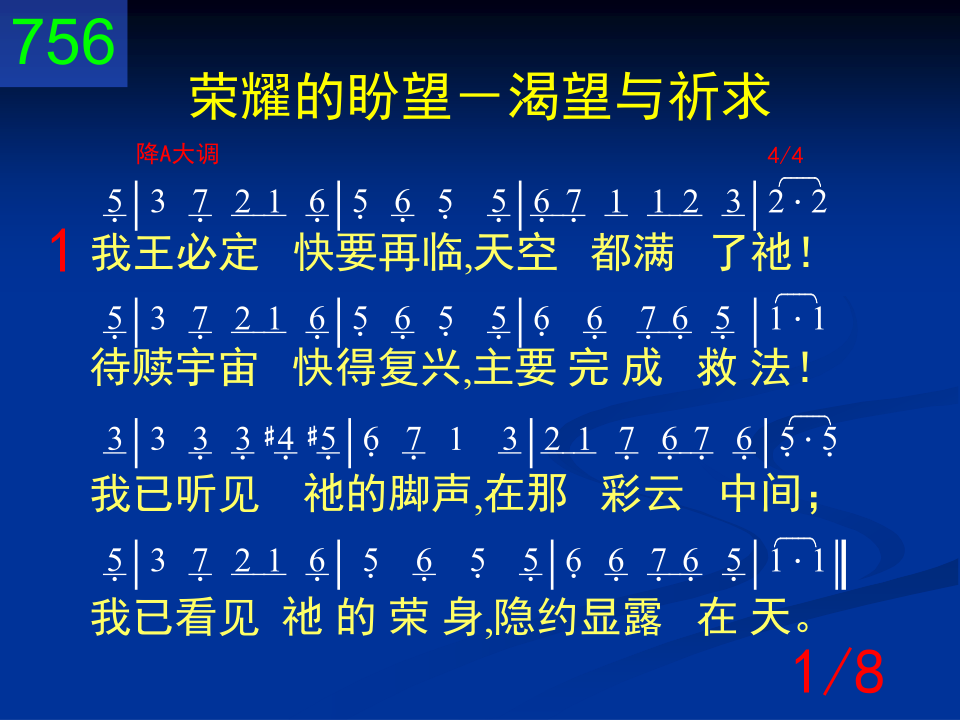 756
荣耀的盼望－渴望与祈求
降A大调 4/4
5̣|3 7̣ 2 1 6̣|5̣ 6̣ 5̣ 5̣|6̣ 7̣ 1 1 2 3|2 · 2
1 我王必定 快要再临,天空 都满 了祂！
5̣|3 7̣ 2 1 6̣|5̣ 6̣ 5̣ 5̣|6̣ 6̣ 7̣ 6̣ 5̣|1 · 1
待赎宇宙 快得复兴,主要 完 成 救 法！
3|3 3̣ 3̣ ♯4̣ ♯5̣|6̣ 7̣ 1 3|2 1 7̣ 6̣ 7̣ 6̣|5̣ · 5̣
我已听见 祂的脚声,在那 彩云 中间；
5̣|3 7̣ 2 1 6̣|5̣ 6̣ 5̣ 5̣|6̣ 6̣ 7̣ 6̣ 5̣|1 · 1‖
我已看见 祂 的 荣 身,隐约显露 在 天。
1/8